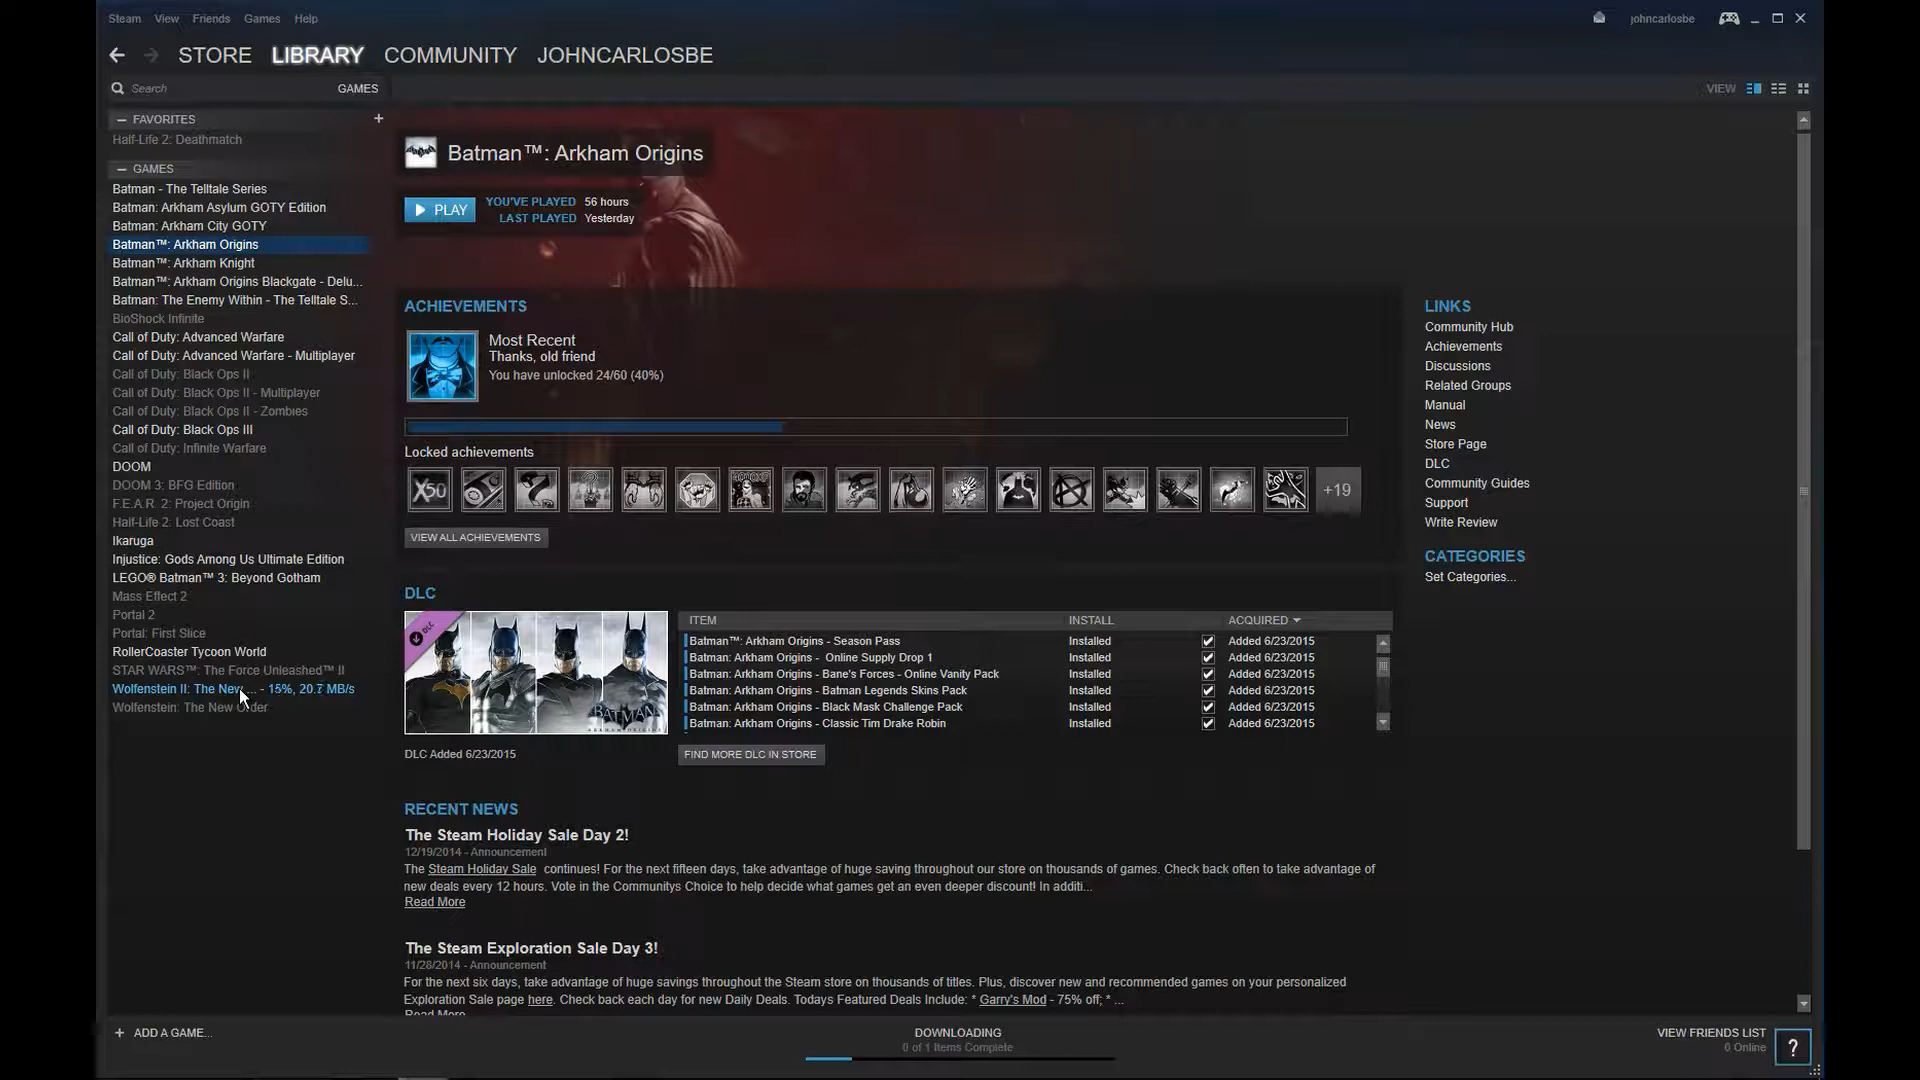 Steam View Friends Games Help
johncarlosbe
STORE LIBRARY COMMUNITY JOHNCARLOSBE
Search GAMES
VIEW
— FAVORITES +
Half-Life 2: Deathmatch
— GAMES
Batman - The Telltale Series
Batman: Arkham Asylum GOTY Edition
Batman: Arkham City GOTY
Batman™: Arkham Origins
Batman™: Arkham Knight
Batman™: Arkham Origins Blackgate - Delu...
Batman: The Enemy Within - The Telltale S...
BioShock Infinite
Call of Duty: Advanced Warfare
Call of Duty: Advanced Warfare - Multiplayer
Call of Duty: Black Ops II
Call of Duty: Black Ops II - Multiplayer
Call of Duty: Black Ops II - Zombies
Call of Duty: Black Ops III
Call of Duty: Infinite Warfare
DOOM
DOOM 3: BFG Edition
F.E.A.R. 2: Project Origin
Half-Life 2: Lost Coast
Ikaruga
Injustice: Gods Among Us Ultimate Edition
LEGO® Batman™ 3: Beyond Gotham
Mass Effect 2
Portal 2
Portal: First Slice
RollerCoaster Tycoon World
STAR WARS™: The Force Unleashed™ II
Wolfenstein II: The New ... - 15%, 20.7 MB/s
Wolfenstein: The New Order
+ ADD A GAME...
Batman™: Arkham Origins
PLAY
YOU'VE PLAYED 56 hours
LAST PLAYED Yesterday
ACHIEVEMENTS
Most Recent
Thanks, old friend
You have unlocked 24/60 (40%)
Locked achievements
X50
+19
VIEW ALL ACHIEVEMENTS
DLC
DLC
BATMAN
ARKHAM ORIGINS
DLC Added 6/23/2015
ITEM INSTALL ACQUIRED
Batman™: Arkham Origins - Season Pass Installed Added 6/23/2015
Batman: Arkham Origins - Online Supply Drop 1 Installed Added 6/23/2015
Batman: Arkham Origins - Bane's Forces - Online Vanity Pack Installed Added 6/23/2015
Batman: Arkham Origins - Batman Legends Skins Pack Installed Added 6/23/2015
Batman: Arkham Origins - Black Mask Challenge Pack Installed Added 6/23/2015
Batman: Arkham Origins - Classic Tim Drake Robin Installed Added 6/23/2015
FIND MORE DLC IN STORE
RECENT NEWS
The Steam Holiday Sale Day 2!
12/19/2014 - Announcement
The Steam Holiday Sale continues! For the next fifteen days, take advantage of huge saving throughout our store on thousands of games. Check back often to take advantage of
new deals every 12 hours. Vote in the Communitys Choice to help decide what games get an even deeper discount! In additi...
Read More
The Steam Exploration Sale Day 3!
11/28/2014 - Announcement
For the next six days, take advantage of huge savings throughout the Steam store on thousands of titles. Plus, discover new and recommended games on your personalized
Exploration Sale page here. Check back each day for new Daily Deals. Todays Featured Deals Include: * Garry's Mod - 75% off; * ...
Read More
LINKS
Community Hub
Achievements
Discussions
Related Groups
Manual
News
Store Page
DLC
Community Guides
Support
Write Review
CATEGORIES
Set Categories...
DOWNLOADING
0 of 1 Items Complete
VIEW FRIENDS LIST
0 Online
?